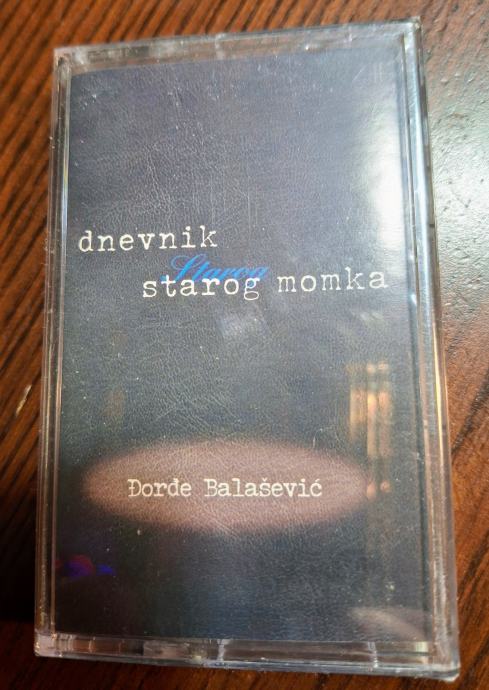 dnevnik
Starog
starog momka
Đorđe Balašević